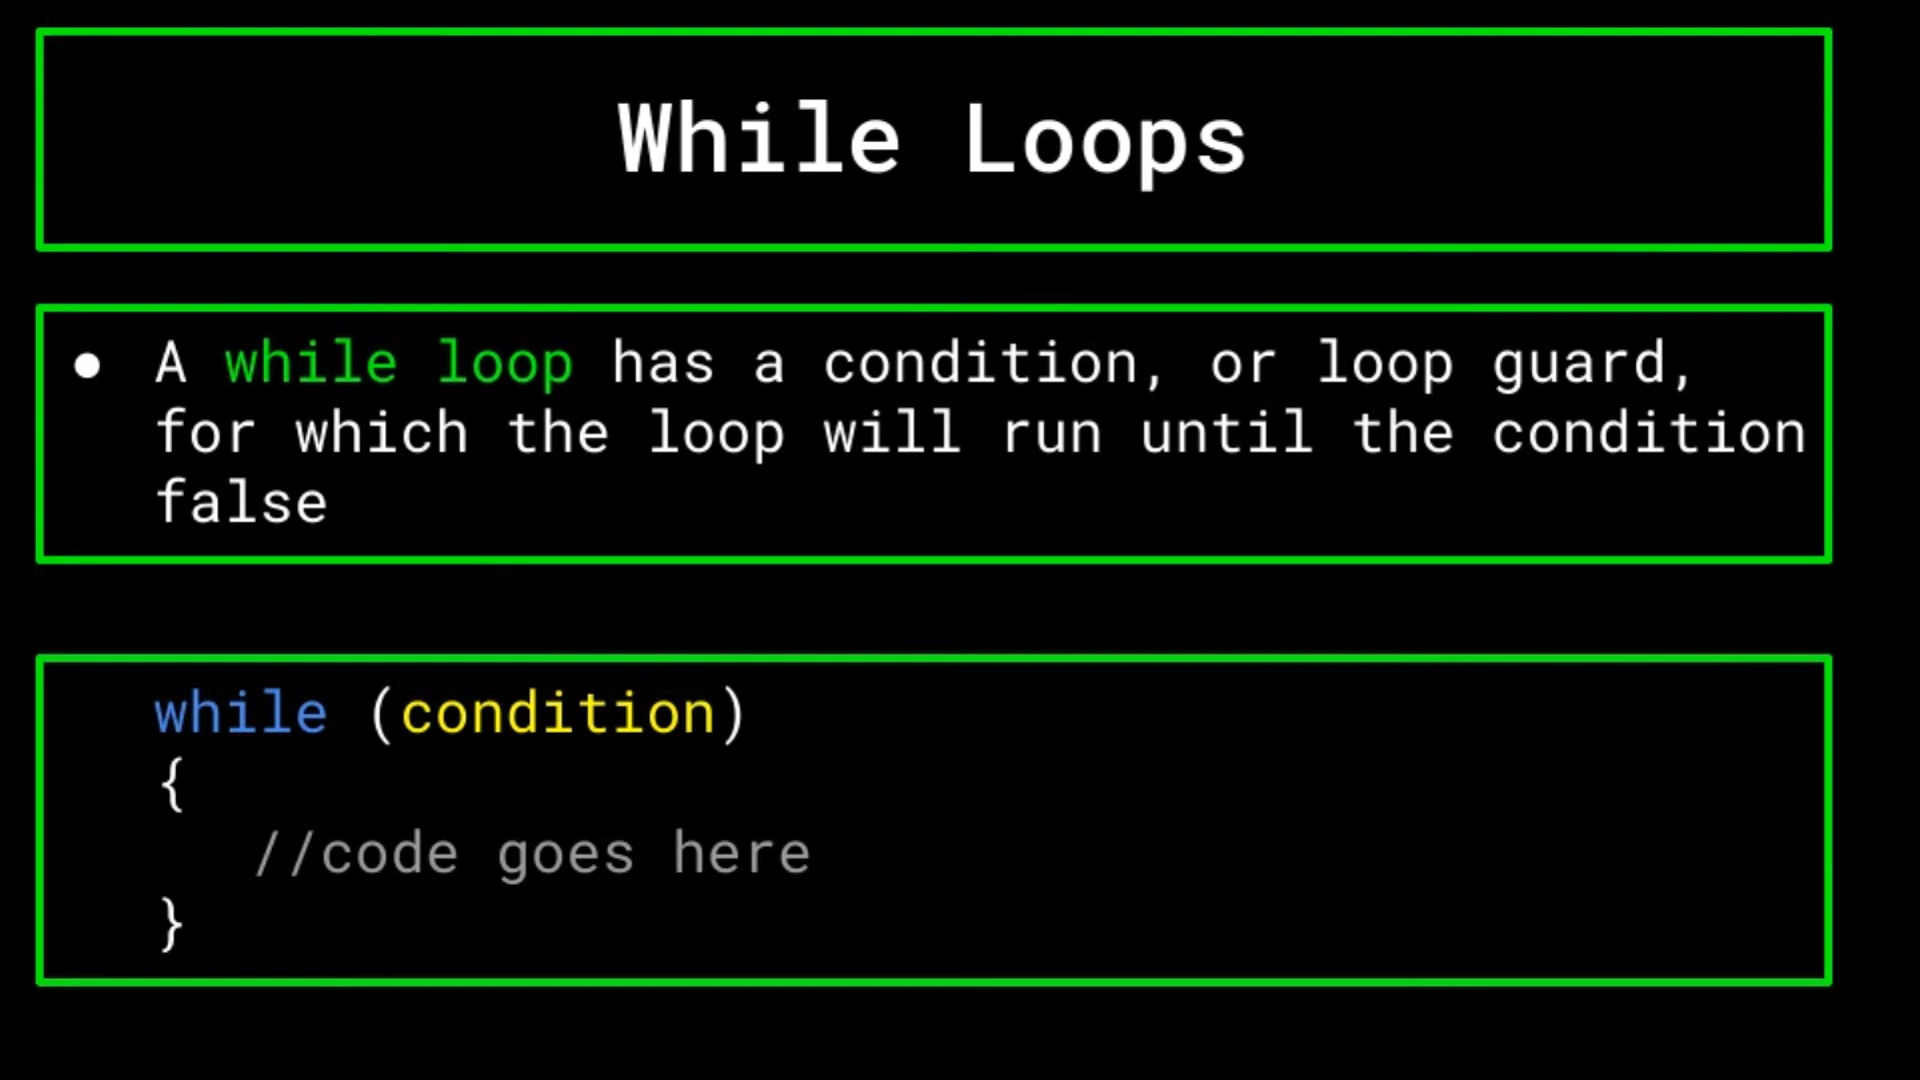 While Loops
● A while loop has a condition, or loop guard,
for which the loop will run until the condition
false
while (condition)
{
//code goes here
}